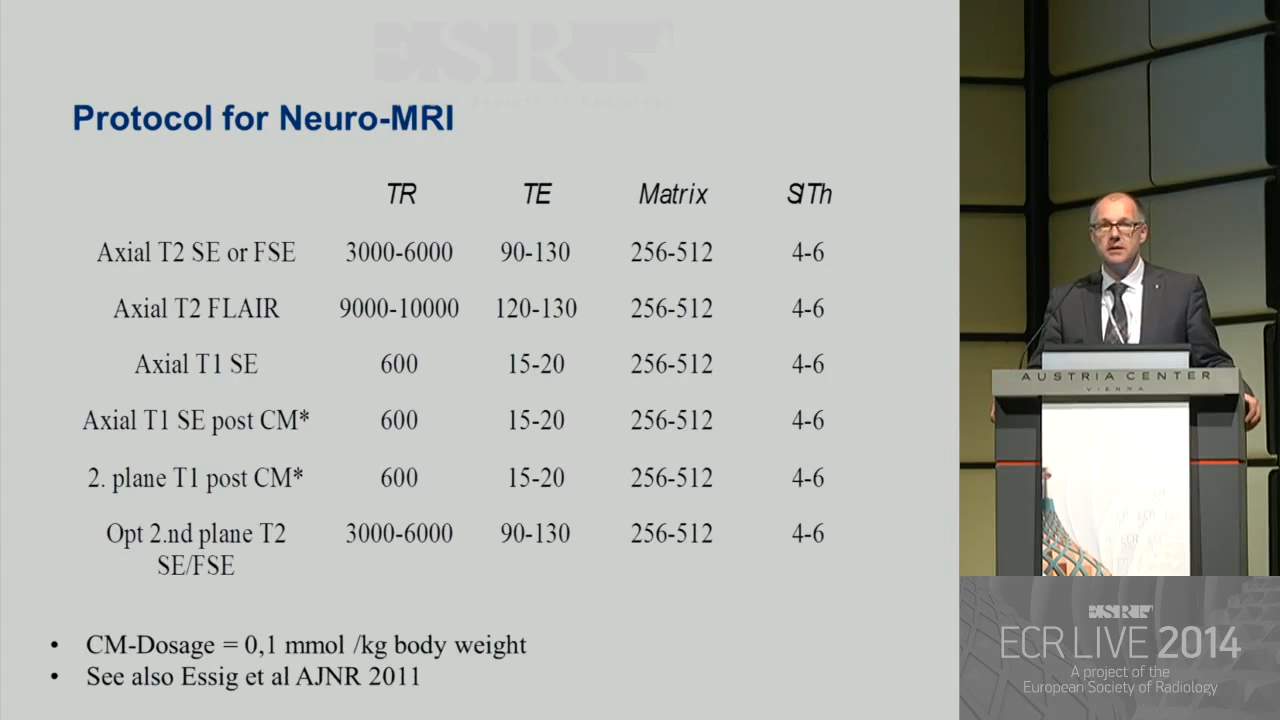 ESR
Protocol for Neuro-MRI
TR TE Matrix SlTh
Axial T2 SE or FSE 3000-6000 90-130 256-512 4-6
Axial T2 FLAIR 9000-10000 120-130 256-512 4-6
Axial T1 SE 600 15-20 256-512 4-6
Axial T1 SE post CM* 600 15-20 256-512 4-6
2. plane T1 post CM* 600 15-20 256-512 4-6
Opt 2.nd plane T2 3000-6000 90-130 256-512 4-6
SE/FSE
• CM-Dosage = 0,1 mmol /kg body weight
• See also Essig et al AJNR 2011
AUSTRIA CENTER
VIENNA
ESR
ECR LIVE 2014
A project of the
European Society of Radiology